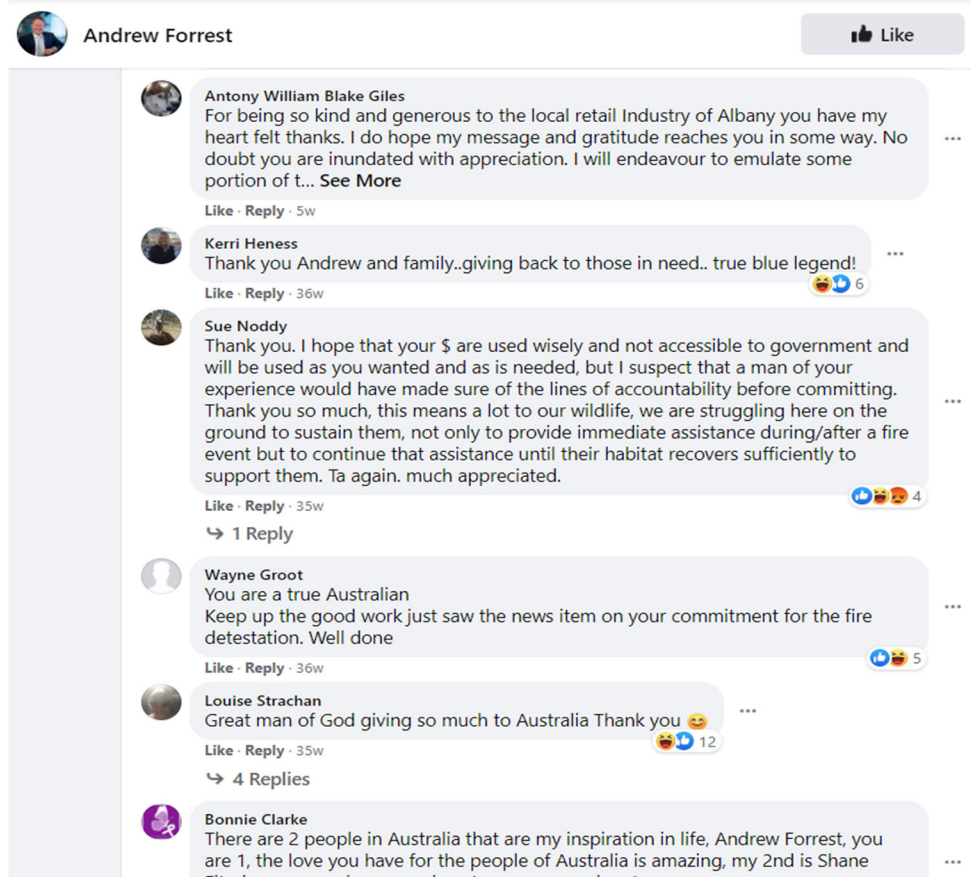 Andrew Forrest
Like
Antony William Blake Giles
For being so kind and generous to the local retail Industry of Albany you have my
heart felt thanks. I do hope my message and gratitude reaches you in some way. No
doubt you are inundated with appreciation. I will endeavour to emulate some
portion of t... See More
Like · Reply · 5w
Kerri Heness
Thank you Andrew and family..giving back to those in need.. true blue legend!
6
Like · Reply · 36w
Sue Noddy
Thank you. I hope that your $ are used wisely and not accessible to government and
will be used as you wanted and as is needed, but I suspect that a man of your
experience would have made sure of the lines of accountability before committing.
Thank you so much, this means a lot to our wildlife, we are struggling here on the
ground to sustain them, not only to provide immediate assistance during/after a fire
event but to continue that assistance until their habitat recovers sufficiently to
support them. Ta again. much appreciated.
4
Like · Reply · 35w
1 Reply
Wayne Groot
You are a true Australian
Keep up the good work just saw the news item on your commitment for the fire
detestation. Well done
5
Like · Reply · 36w
Louise Strachan
Great man of God giving so much to Australia Thank you 😊
12
Like · Reply · 35w
4 Replies
Bonnie Clarke
There are 2 people in Australia that are my inspiration in life, Andrew Forrest, you
are 1, the love you have for the people of Australia is amazing, my 2nd is Shane